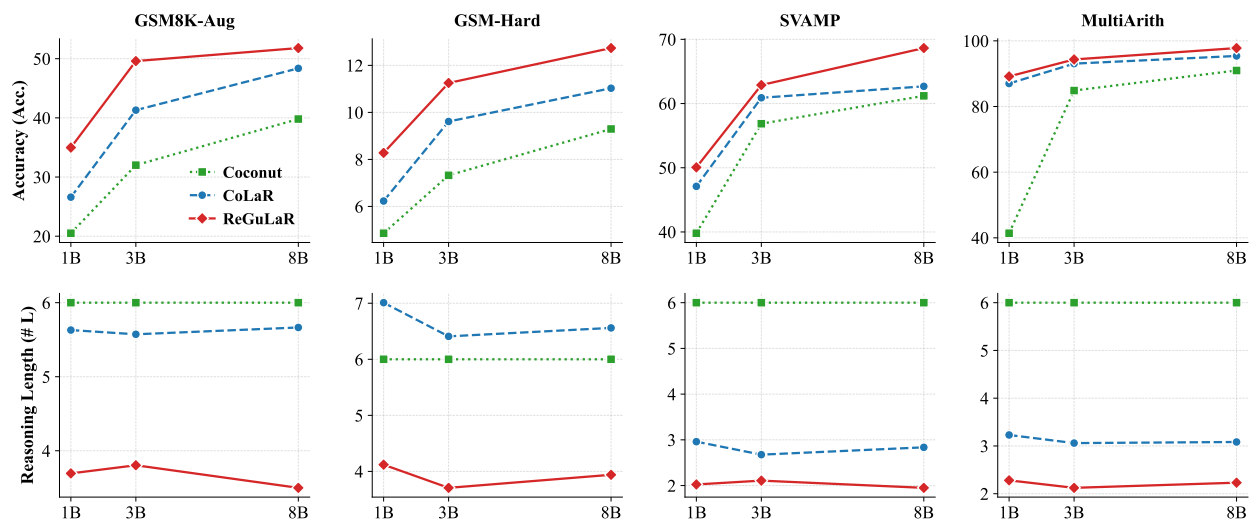 GSM8K-Aug
GSM-Hard
SVAMP
MultiArith
Accuracy (Acc.)
50
40
30
20
1B
3B
8B
Coconut
CoLaR
ReGuLaR
12
10
8
6
1B
3B
8B
70
60
50
40
1B
3B
8B
100
80
60
40
1B
3B
8B
Reasoning Length (# L)
6
5
4
1B
3B
8B
7
6
5
4
1B
3B
8B
6
5
4
3
2
1B
3B
8B
6
5
4
3
2
1B
3B
8B